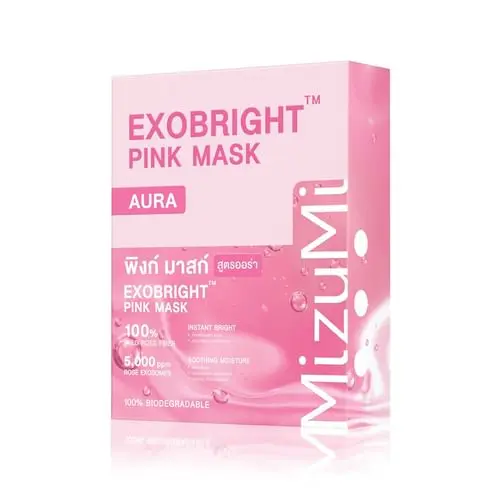 EXOBRIGHT™
PINK MASK
AURA
พิงก์ มาสก์ สูตรออร่า
EXOBRIGHT™
PINK MASK
100%
5,000 ppm
ROSE EXOSOMES
100% BIODEGRADABLE
INSTANT BRIGHT
SOOTHING MOISTURE
MizuMi